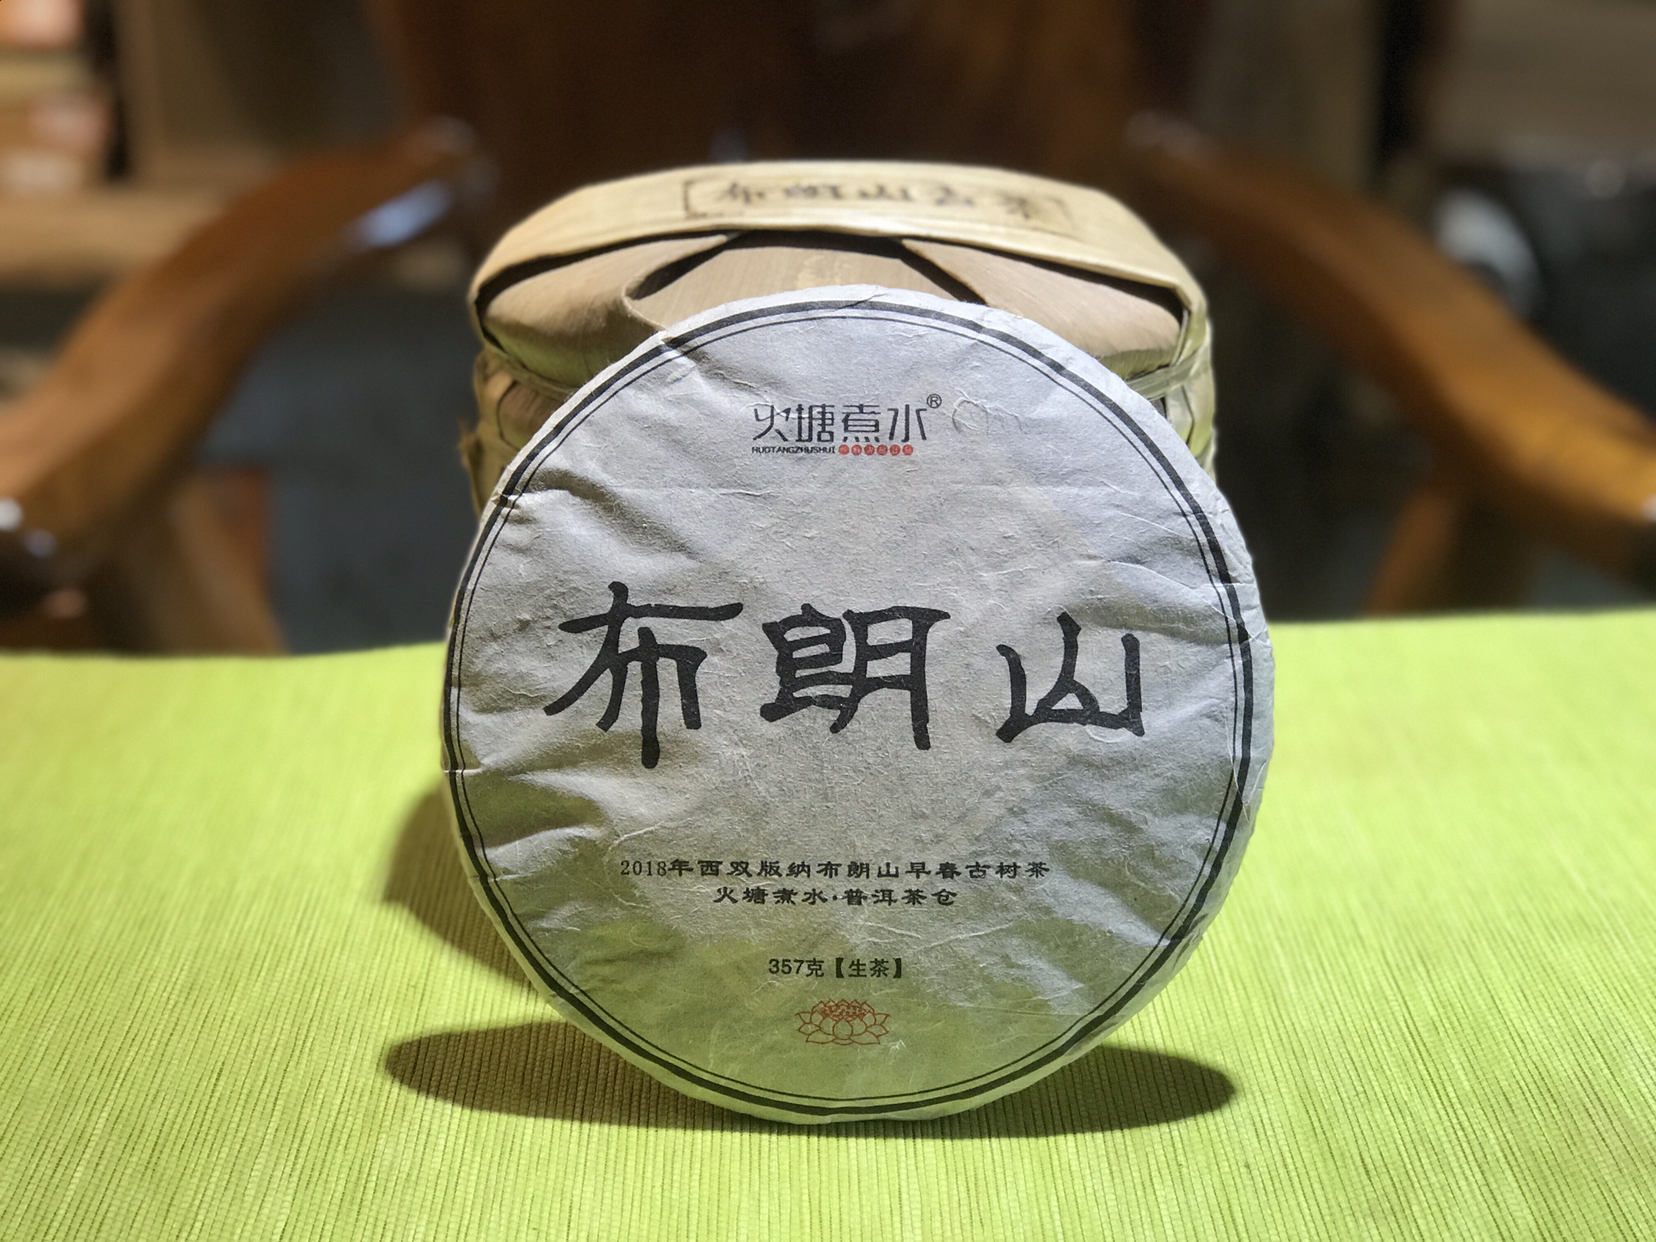 布朗山古茶
火塘煮水®
HUOTANGZHUSHUI
布朗山
2018年西双版纳布朗山早春古树茶
火塘煮水·普洱茶仓
357克【生茶】